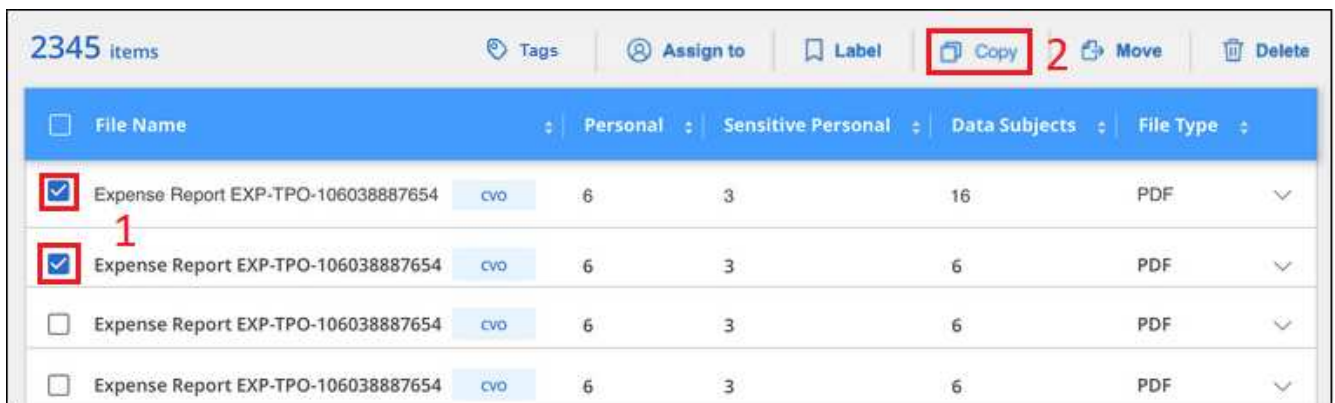 2345 items Tags Assign to Label Copy 2 Move Delete
File Name Personal Sensitive Personal Data Subjects File Type
Expense Report EXP-TPO-106038887654 CVO 6 3 16 PDF
1
Expense Report EXP-TPO-106038887654 CVO 6 3 6 PDF
Expense Report EXP-TPO-106038887654 CVO 6 3 6 PDF
Expense Report EXP-TPO-106038887654 CVO 6 3 6 PDF